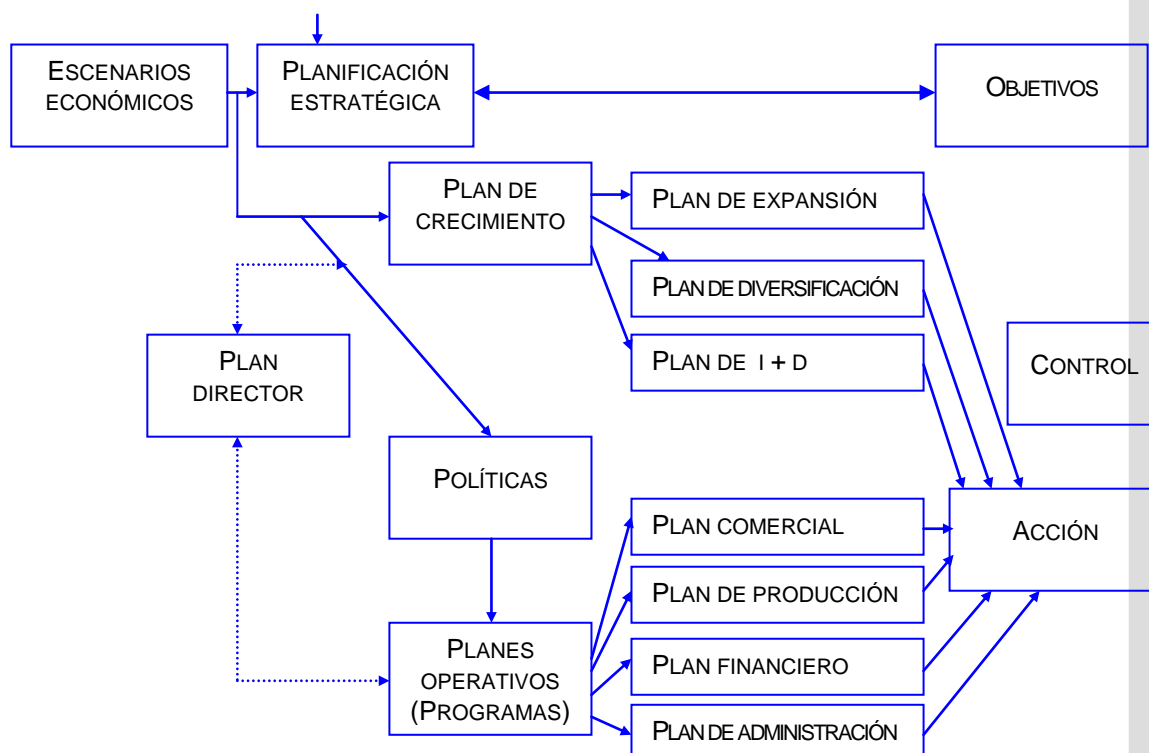 ESCENARIOS
ECONÓMICOS
PLANIFICACIÓN
ESTRATÉGICA
OBJETIVOS
PLAN DE
CRECIMIENTO
PLAN DE EXPANSIÓN
PLAN DE DIVERSIFICACIÓN
PLAN DE I + D
CONTROL
PLAN
DIRECTOR
POLÍTICAS
PLAN COMERCIAL
ACCIÓN
PLAN DE PRODUCCIÓN
PLANES
OPERATIVOS
(PROGRAMAS)
PLAN FINANCIERO
PLAN DE ADMINISTRACIÓN